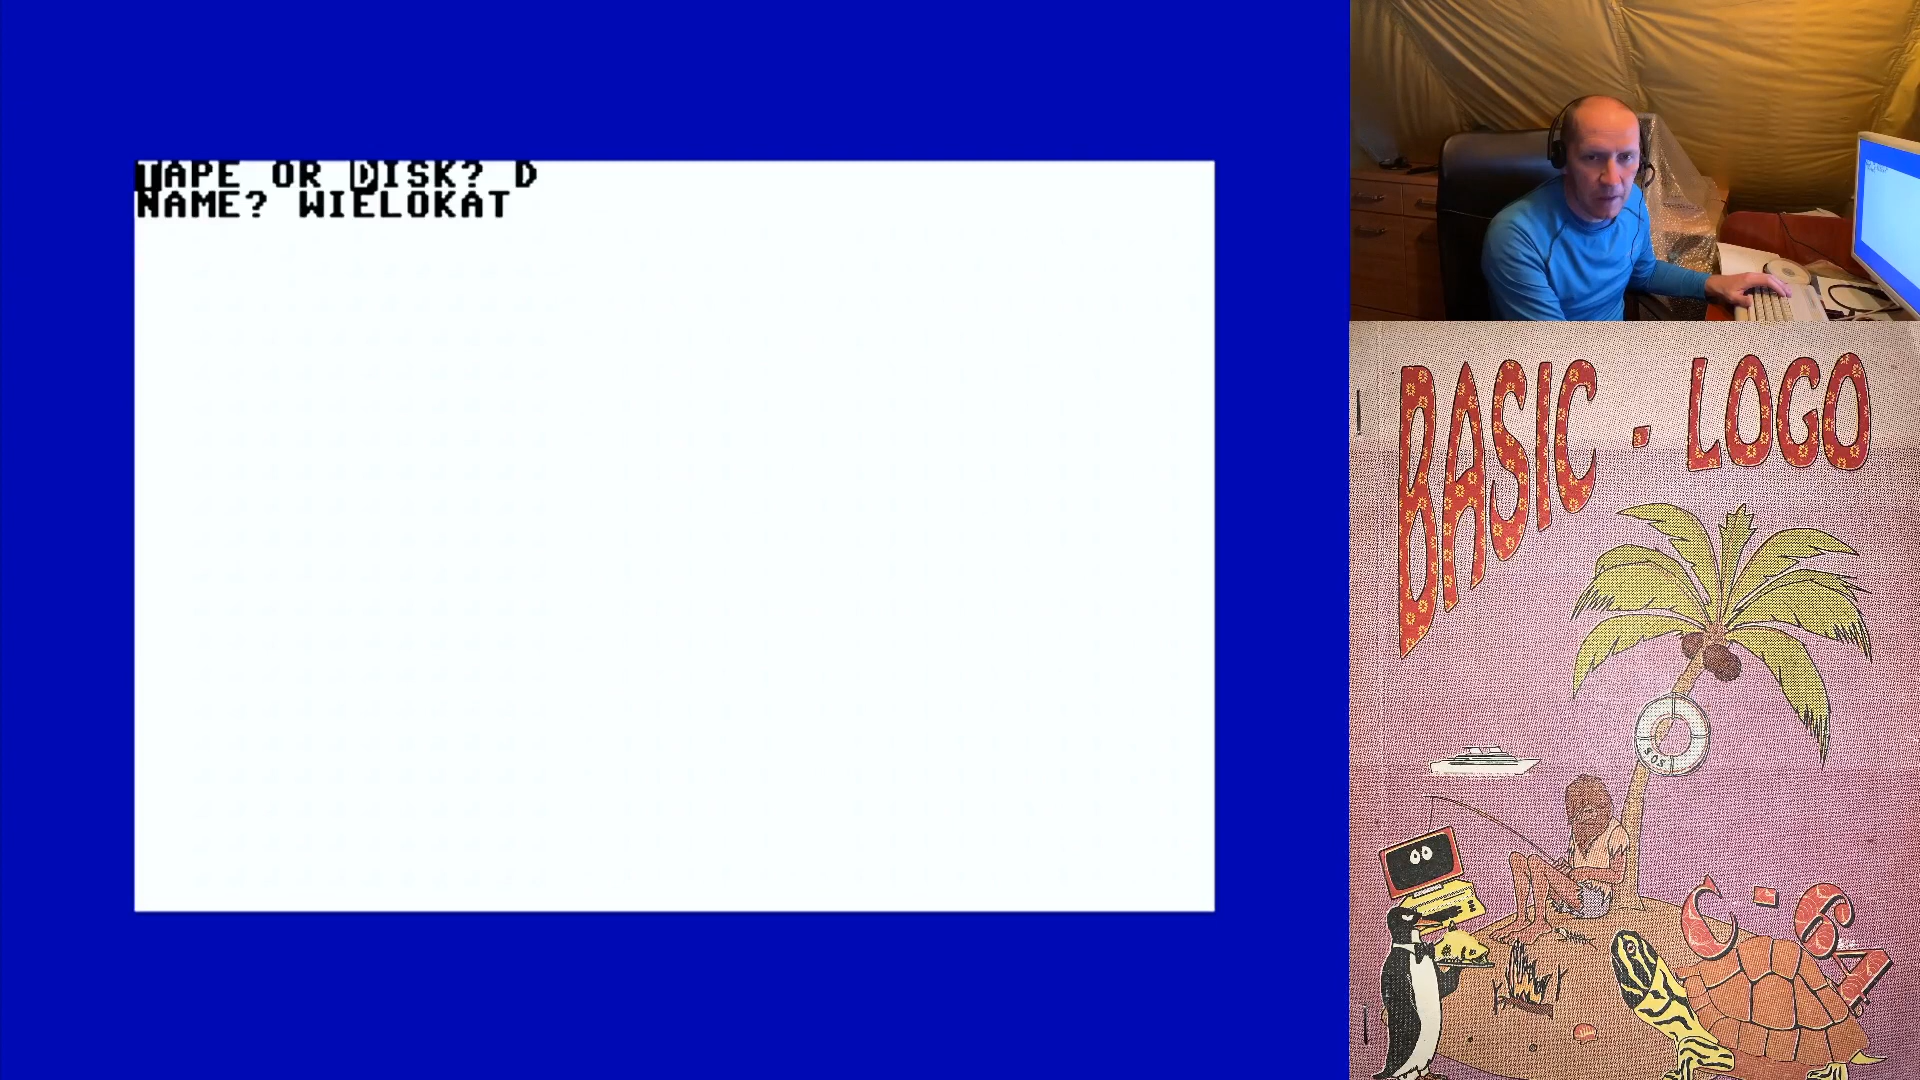 TAPE OR DISK? D
NAME? WIELOKAT
BASIC - LOGO
SOS
C-64